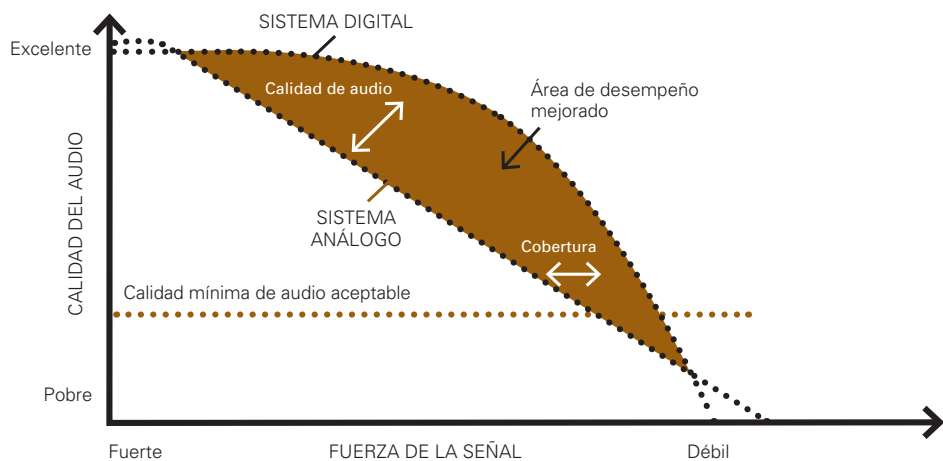 SISTEMA DIGITAL
Excelente
Calidad de audio
Área de desempeño
mejorado
CALIDAD DEL AUDIO
SISTEMA
ANÁLOGO
Cobertura
Calidad mínima de audio aceptable
Pobre
Fuerte
FUERZA DE LA SEÑAL
Débil